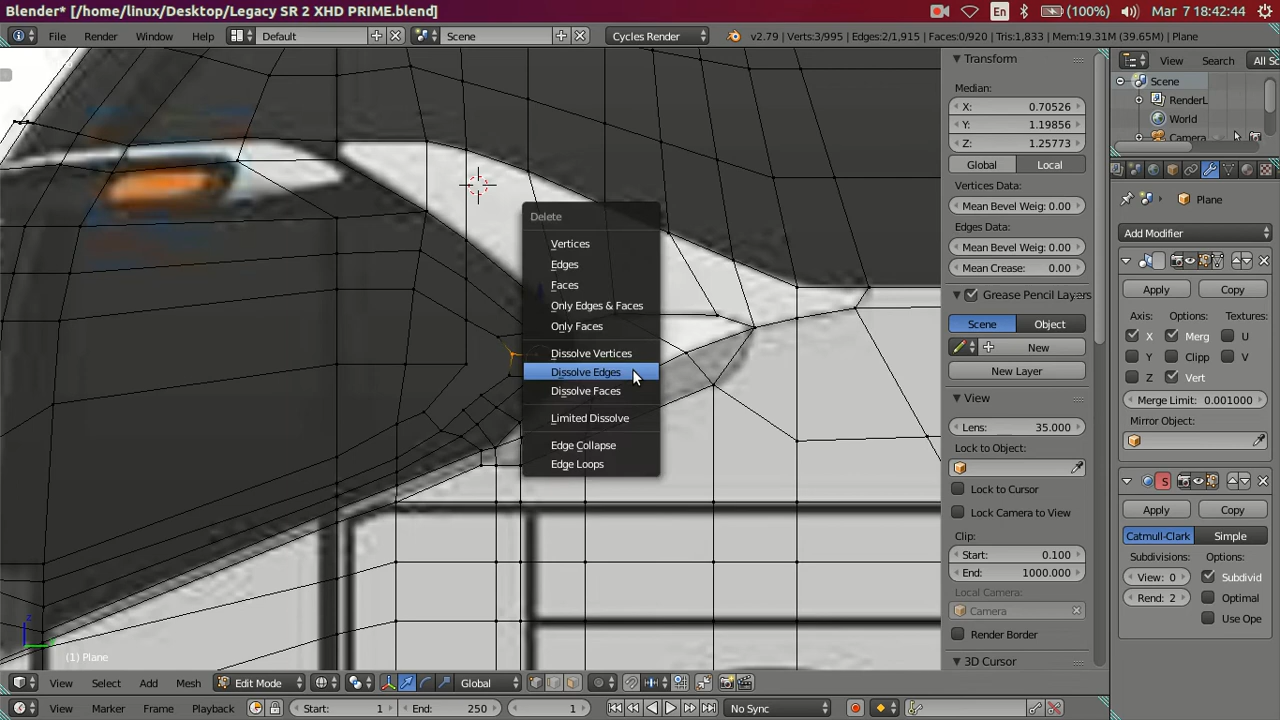 Blender* [/home/linux/Desktop/Legacy SR 2 XHD PRIME.blend]
En
(100%)
Mar 7 18:42:44
File Render Window Help
Default
Scene
Cycles Render
v2.79 | Verts:3/995 | Edges:2/1,915 | Faces:0/920 | Tris:1,833 | Mem:19.31M (39.65M) | Plane
Delete
Vertices
Edges
Faces
Only Edges & Faces
Only Faces
Dissolve Vertices
Dissolve Edges
Dissolve Faces
Limited Dissolve
Edge Collapse
Edge Loops
z
(1) Plane
Transform
Median:
X: 0.70526
Y: 1.19856
Z: 1.25773
Global Local
Vertices Data:
Mean Bevel Weig: 0.00
Edges Data:
Mean Bevel Weig: 0.00
Mean Crease: 0.00
Grease Pencil Layers
Scene Object
New
New Layer
View
Lens: 35.000
Lock to Object:
Lock to Cursor
Lock Camera to View
Clip:
Start: 0.100
End: 1000.000
Local Camera:
Camera
Render Border
3D Cursor
View Search All Sc
Scene
RenderL
World
Camera
Plane
Add Modifier
Apply Copy
Axis: Options: Textures:
X Merg U
Y Clipp V
Z Vert
Merge Limit: 0.001000
Mirror Object:
S
Apply Copy
Catmull-Clark Simple
Subdivisions: Options:
View: 0 Subdivid
Rend: 2 Optimal
Use Ope
View Select Add Mesh Edit Mode Global
View Marker Frame Playback Start: 1 End: 250 1 No Sync